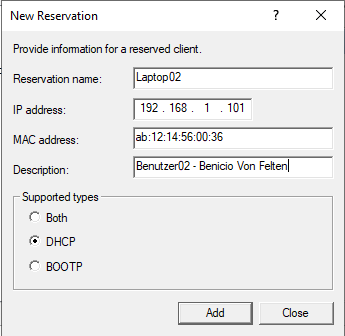 New Reservation
Provide information for a reserved client.
Reservation name: Laptop02
IP address: 192 . 168 . 1 . 101
MAC address: ab:12:14:56:00:36
Description: Benutzer02 - Benicio Von Felten
Supported types
Both
DHCP
BOOTP
Add Close